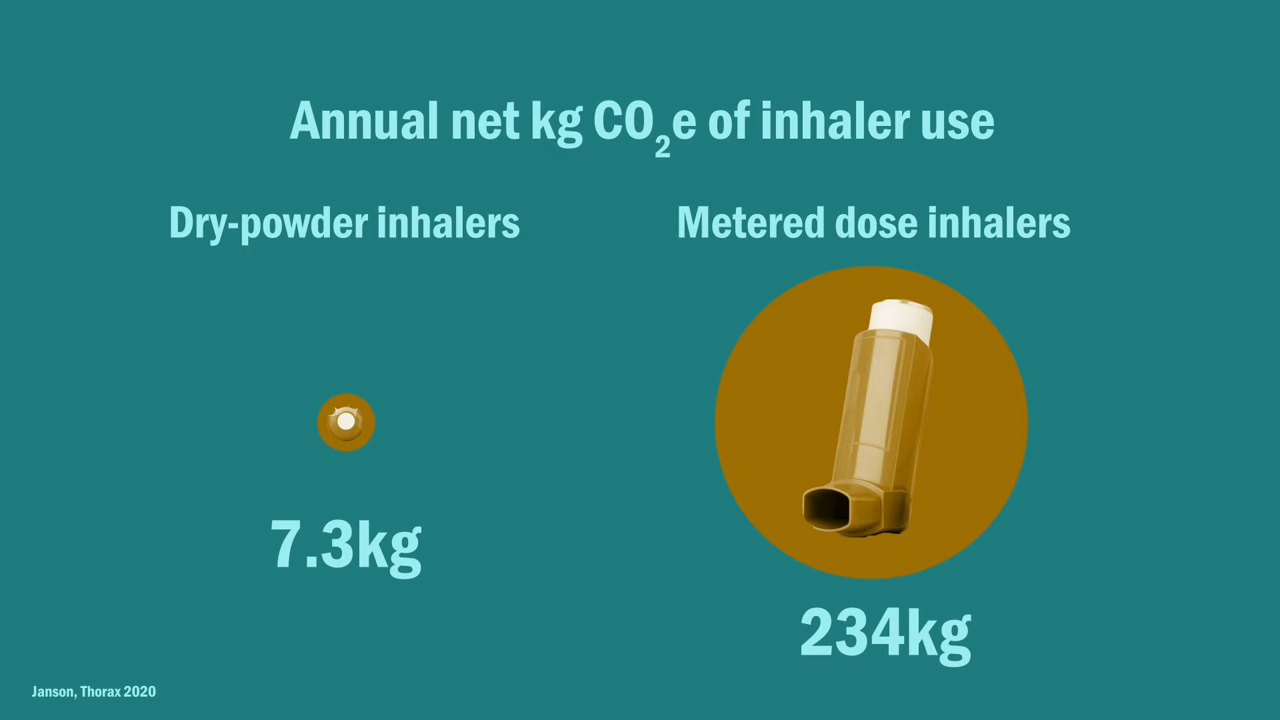 Annual net kg CO₂e of inhaler use
Dry-powder inhalers
Metered dose inhalers
7.3kg
234kg
Janson, Thorax 2020